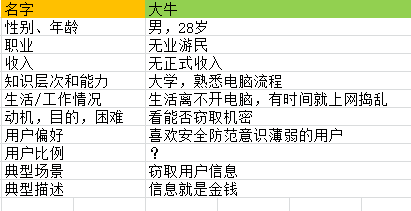 名字 大牛
性别、年龄 男，28岁
职业 无业游民
收入 无正式收入
知识层次和能力 大学，熟悉电脑流程
生活/工作情况 生活离不开电脑，有时间就上网捣乱
动机，目的，困难 看能否窃取机密
用户偏好 喜欢安全防范意识薄弱的用户
用户比例 ？
典型场景 窃取用户信息
典型描述 信息就是金钱